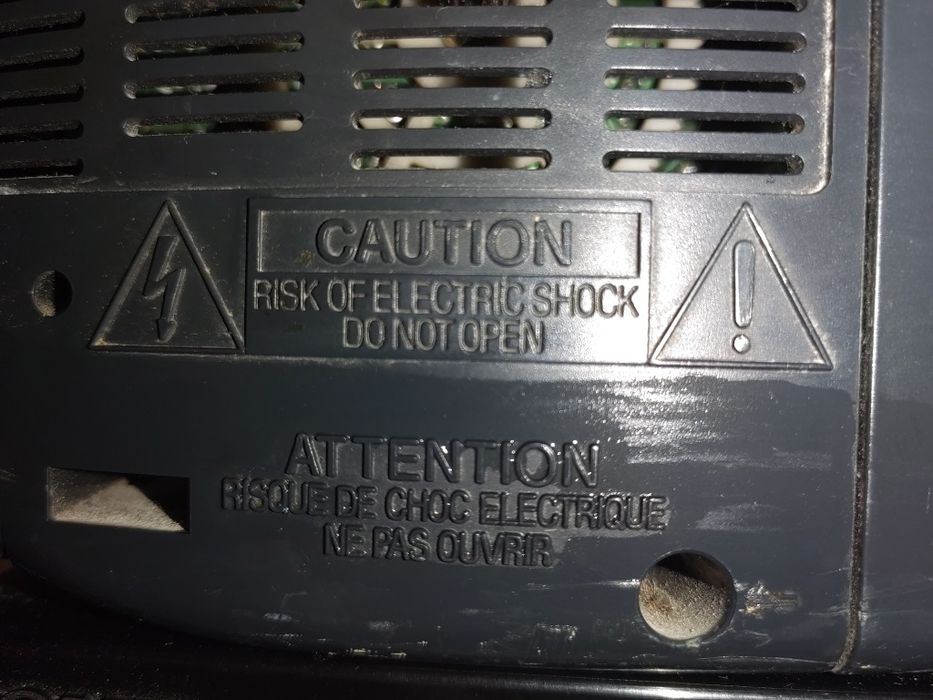 CAUTION
RISK OF ELECTRIC SHOCK
DO NOT OPEN
ATTENTION
RISQUE DE CHOC ELECTRIQUE
NE PAS OUVRIR